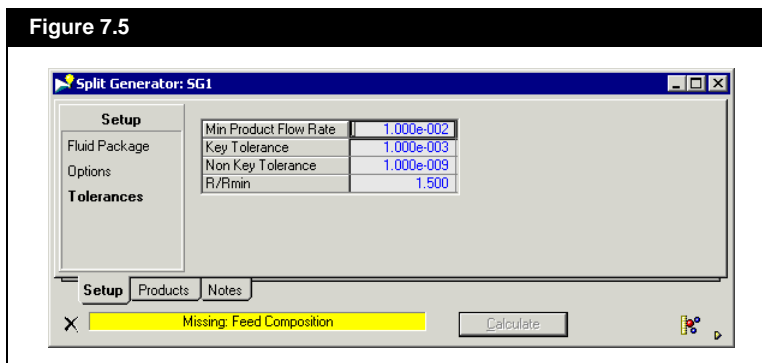 Figure 7.5
Split Generator: SG1
Setup
Fluid Package
Options
Tolerances
Min Product Flow Rate 1.000e-002
Key Tolerance 1.000e-003
Non Key Tolerance 1.000e-009
R/Rmin 1.500
Setup Products Notes
Missing: Feed Composition Calculate